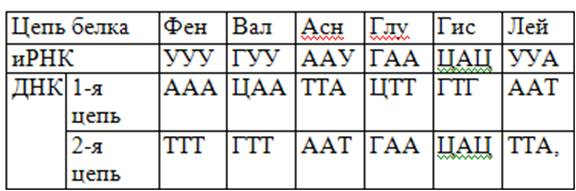 Цепь белка Фен Вал Асн Глу Гис Лей
иРНК УУУ ГУУ ААУ ГАА ЦАЦ УУА
ДНК 1-я цепь ААА ЦАА ТТА ЦТТ ГТГ ААТ
2-я цепь ТТТ ГТТ ААТ ГАА ЦАЦ ТТА,